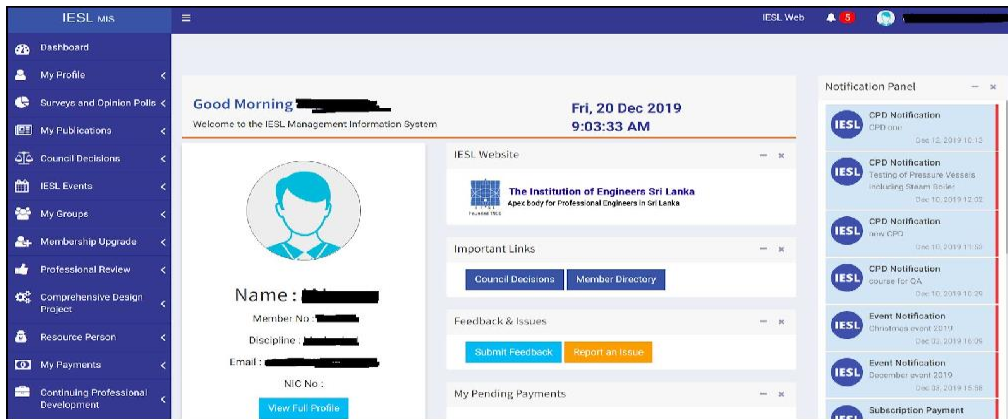 IESL MIS
IESL Web
5
Dashboard
My Profile
Surveys and Opinion Polls
My Publications
Council Decisions
IESL Events
My Groups
Membership Upgrade
Professional Review
Comprehensive Design
Project
Resource Person
My Payments
Continuing Professional
Development
Good Morning
Welcome to the IESL Management Information System
Fri, 20 Dec 2019
9:03:33 AM
Name :
Member No :
Discipline :
Email :
NIC No :
View Full Profile
IESL Website
The Institution of Engineers Sri Lanka
Apex body for Professional Engineers in Sri Lanka
Important Links
Council Decisions
Member Directory
Feedback & Issues
Submit Feedback
Report an Issue
My Pending Payments
Notification Panel
IESL
CPD Notification
CPD one
Dec 12, 2019 10:13
IESL
CPD Notification
Testing of Pressure Vessels
including Steam Boiler
Dec 10, 2019 12:02
IESL
CPD Notification
new CPD
Dec 10, 2019
IESL
CPD Notification
course for QA
Dec 10, 2019 10:29
IESL
Event Notification
Christmas event 2019
Dec 03, 2019 16:09
IESL
Event Notification
December event 2019
Dec 03, 2019
IESL
Subscription Payment